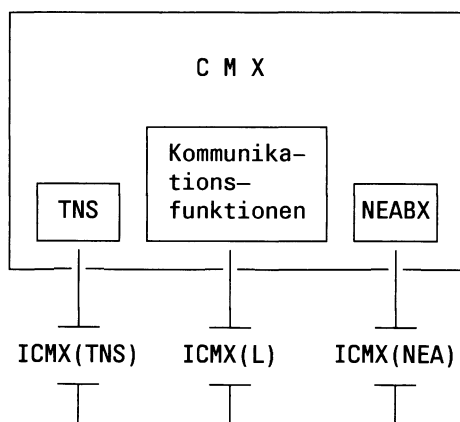 C M X
Kommunika–
tions–
funktionen
TNS
NEABX
ICMX(TNS)
ICMX(L)
ICMX(NEA)